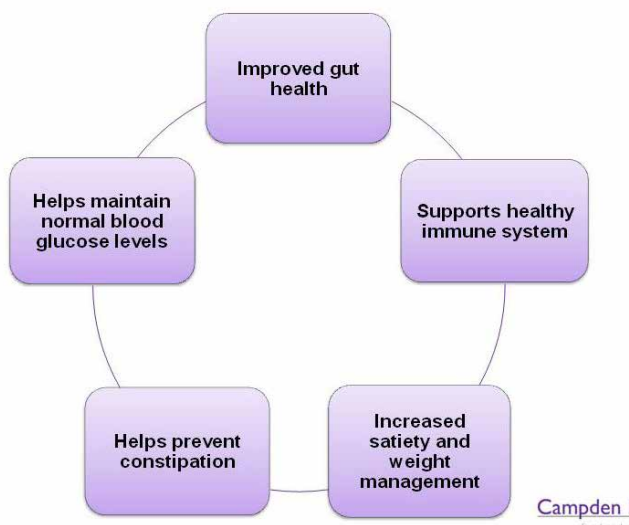 Improved gut
health
Supports healthy
immune system
Increased
satiety and
weight
management
Helps prevent
constipation
Helps maintain
normal blood
glucose levels
Campden